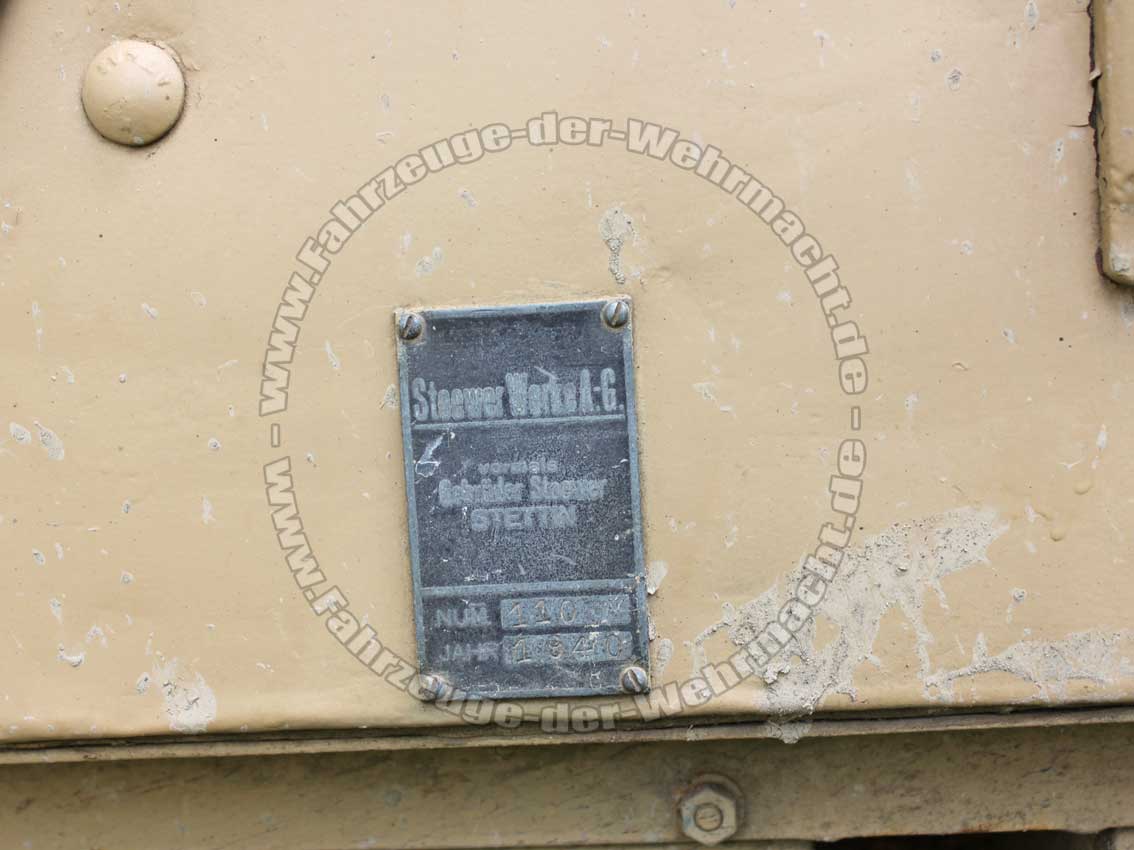 Stoewer Werke A.-G.
vormals
Gebrüder Stoewer
STETTIN
NUM.
JAHR 1940
www.Fahrzeuge-der-Wehrmacht.de -
www.Fahrzeuge-der-Wehrmacht.de -